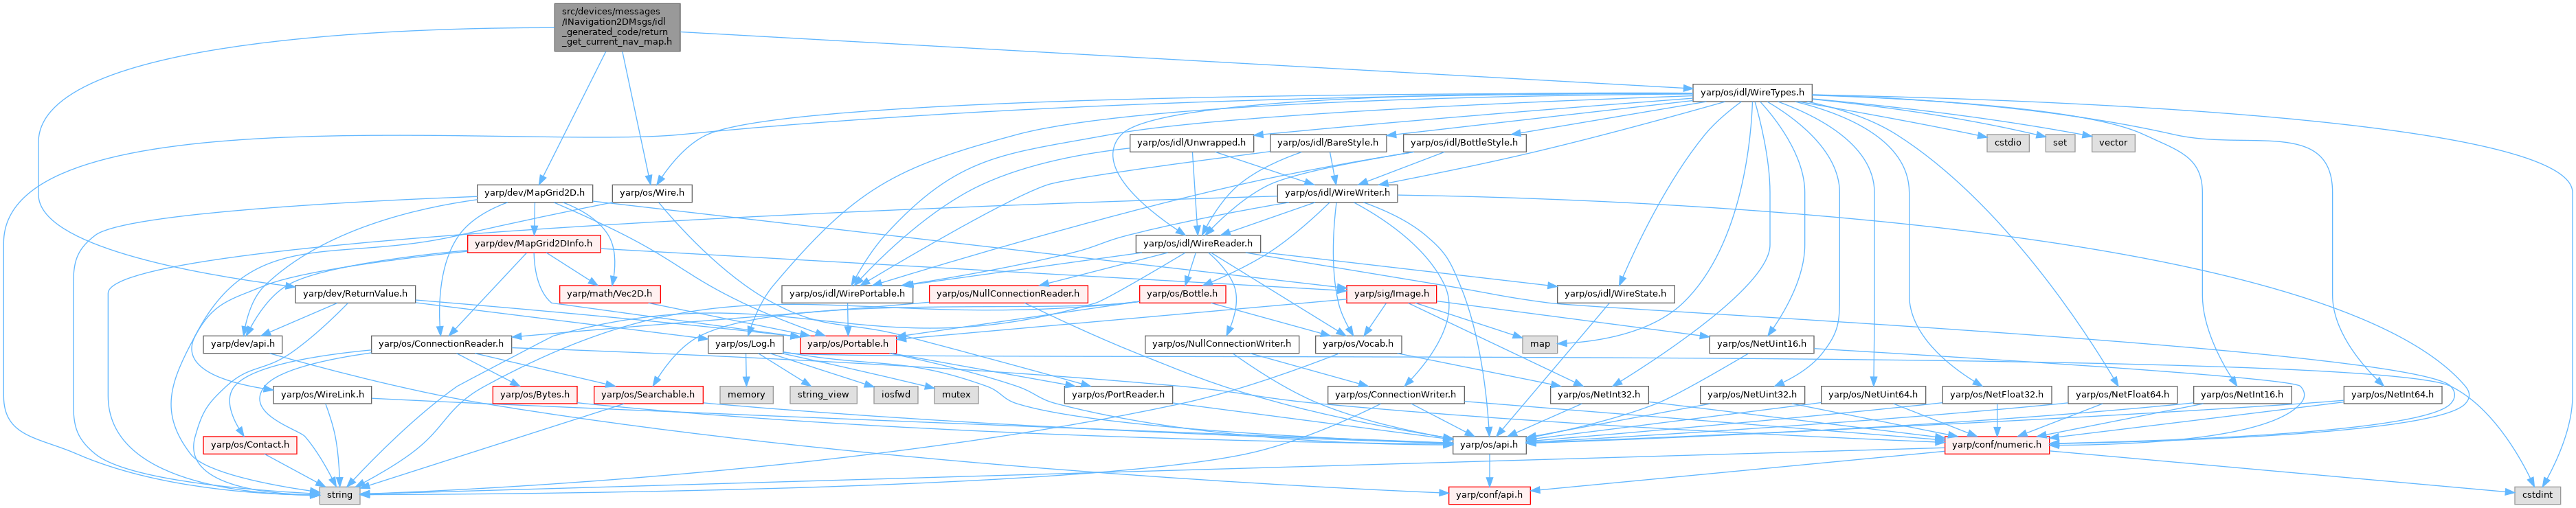 src/devices/messages
/INavigation2DMsgs/idl
_generated_code/return
_get_current_nav_map.h
yarp/os/idl/WireTypes.h
yarp/os/idl/Unwrapped.h
yarp/os/idl/BareStyle.h
yarp/os/idl/BottleStyle.h
cstdio
set
vector
yarp/dev/MapGrid2D.h
yarp/os/Wire.h
yarp/os/idl/WireWriter.h
yarp/dev/MapGrid2DInfo.h
yarp/os/idl/WireReader.h
yarp/dev/ReturnValue.h
yarp/math/Vec2D.h
yarp/os/idl/WirePortable.h
yarp/os/NullConnectionReader.h
yarp/os/Bottle.h
yarp/sig/Image.h
yarp/os/idl/WireState.h
yarp/dev/api.h
yarp/os/ConnectionReader.h
yarp/os/Log.h
yarp/os/Portable.h
yarp/os/NullConnectionWriter.h
yarp/os/Vocab.h
map
yarp/os/NetUint16.h
yarp/os/WireLink.h
yarp/os/Bytes.h
yarp/os/Searchable.h
memory
string_view
iosfwd
mutex
yarp/os/PortReader.h
yarp/os/ConnectionWriter.h
yarp/os/NetInt32.h
yarp/os/NetUint32.h
yarp/os/NetUint64.h
yarp/os/NetFloat32.h
yarp/os/NetFloat64.h
yarp/os/NetInt16.h
yarp/os/NetInt64.h
yarp/os/Contact.h
yarp/os/api.h
yarp/conf/numeric.h
string
yarp/conf/api.h
cstdint